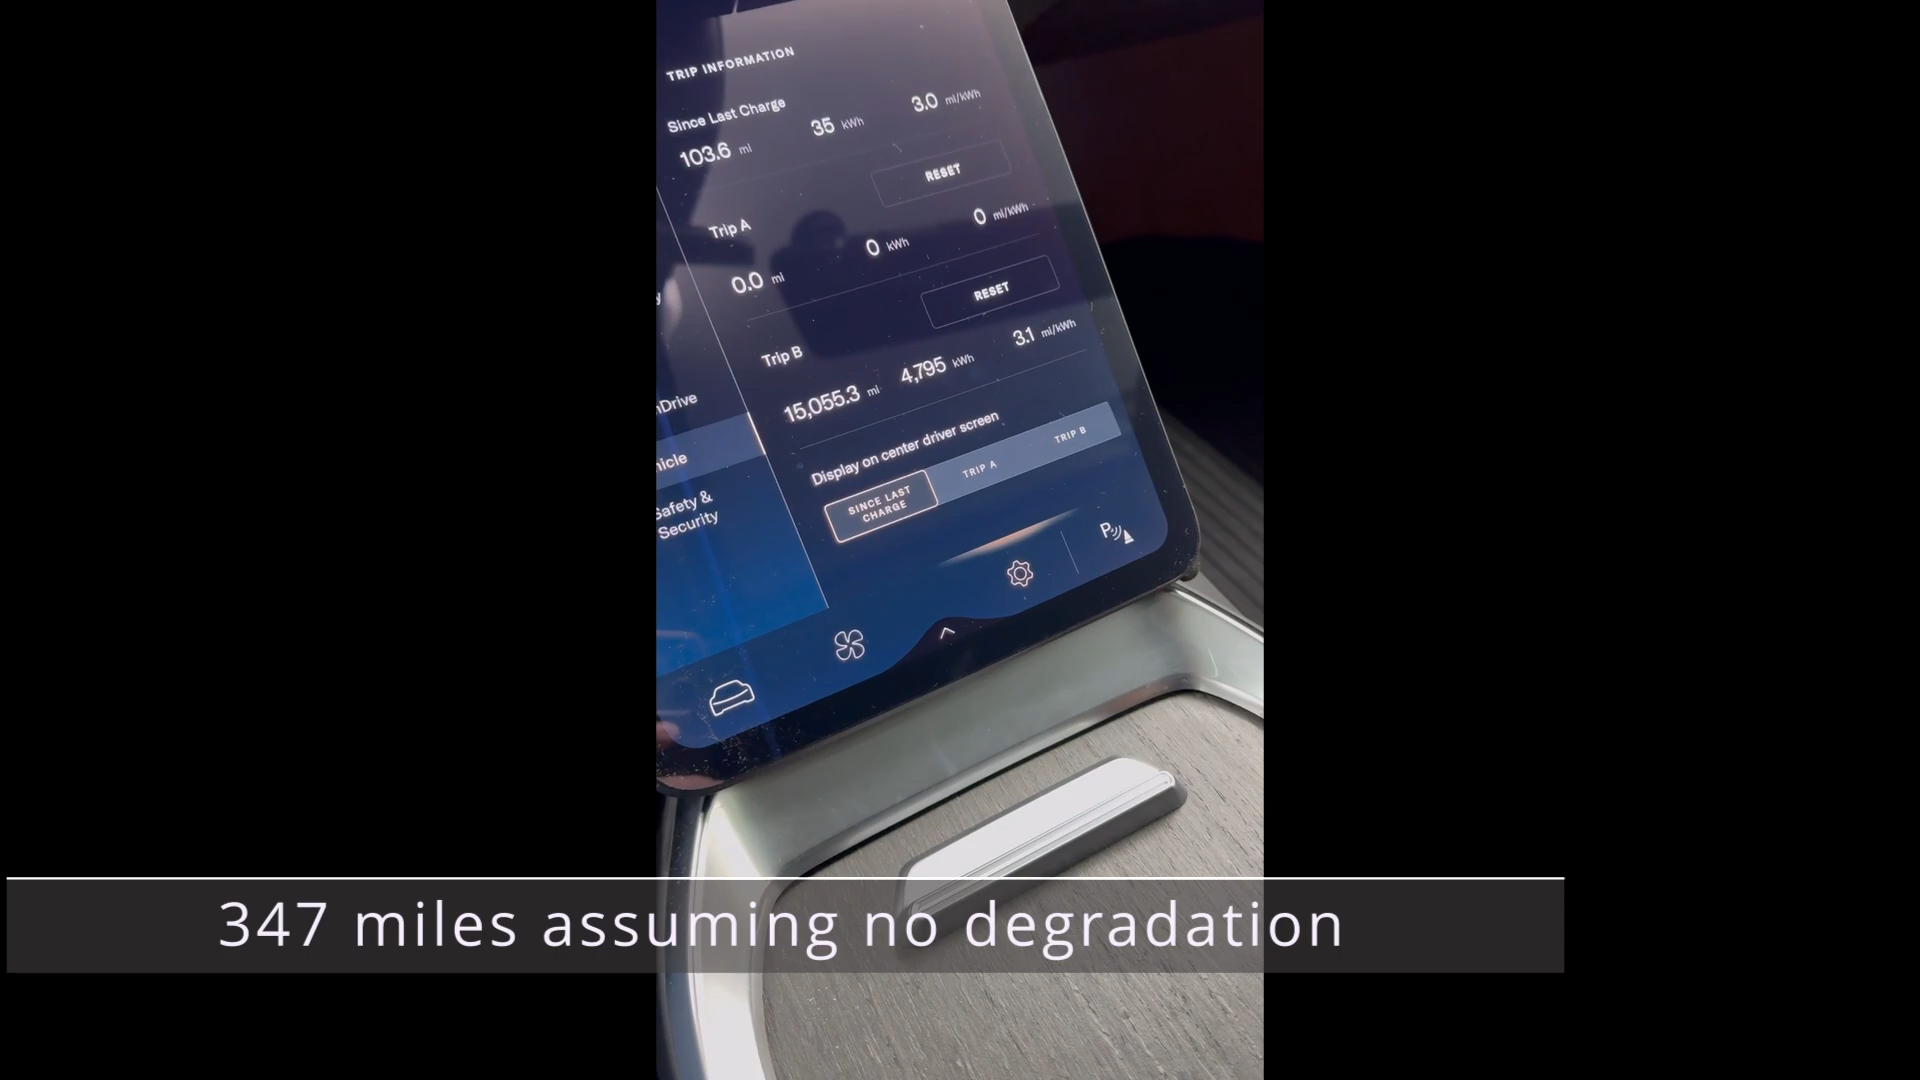 TRIP INFORMATION
Since Last Charge
103.6 mi 35 kWh 3.0 mi/kWh
RESET
Trip A
0.0 mi 0 kWh 0 mi/kWh
RESET
Trip B
15,055.3 mi 4,795 kWh 3.1 mi/kWh
Display on center driver screen
SINCE LAST
CHARGE
TRIP A
TRIP B
Safety &
Security
P
347 miles assuming no degradation